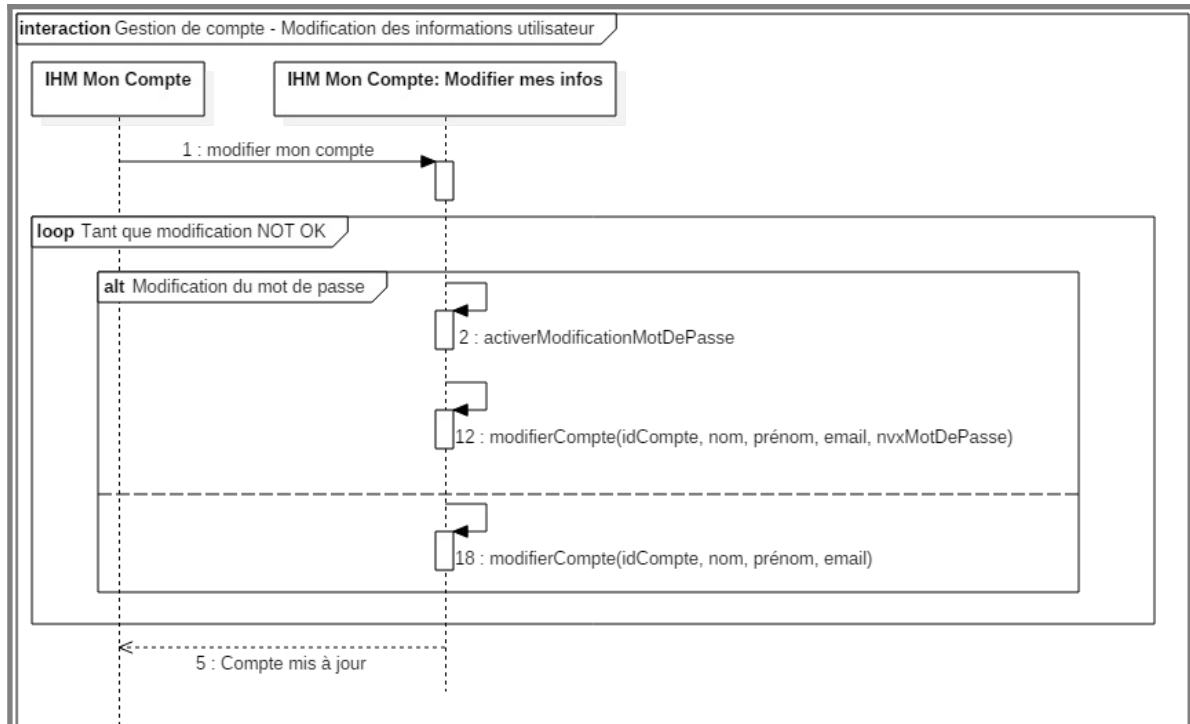 interaction Gestion de compte - Modification des informations utilisateur
IHM Mon Compte
IHM Mon Compte: Modifier mes infos
1 : modifier mon compte
loop Tant que modification NOT OK
alt Modification du mot de passe
2 : activerModificationMotDePasse
12 : modifierCompte(idCompte, nom, prénom, email, nvxMotDePasse)
18 : modifierCompte(idCompte, nom, prénom, email)
5 : Compte mis à jour